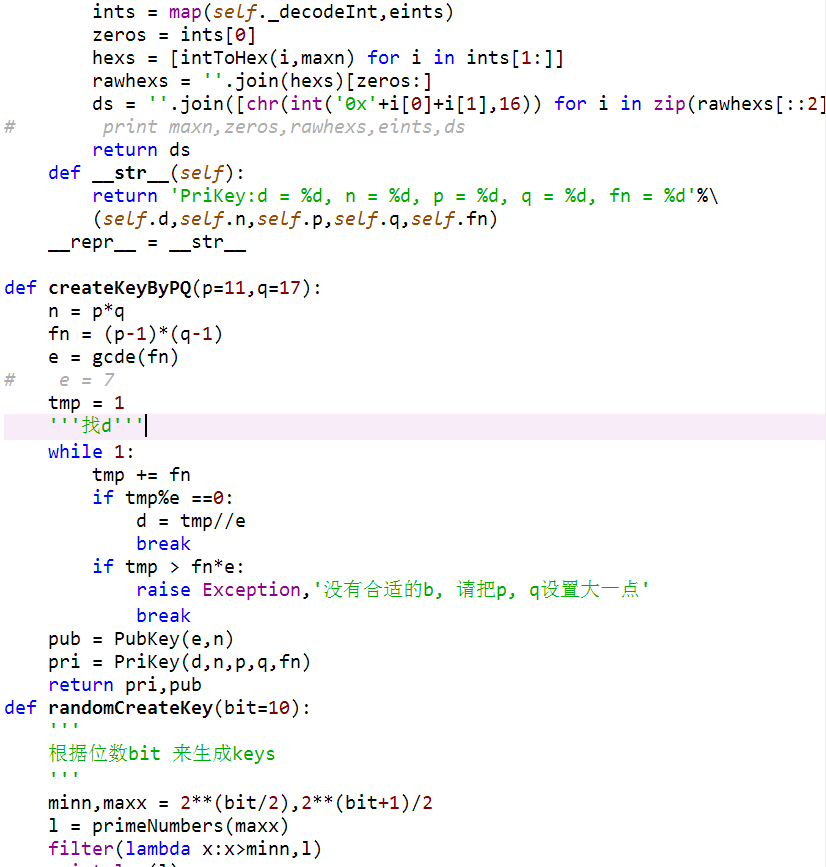 ints = map(self._decodeInt,eints)
        zeros = ints[0]
        hexs = [intToHex(i,maxn) for i in ints[1:]]
        rawhexs = ''.join(hexs)[zeros:]
        ds = ''.join([chr(int('0x'+i[0]+i[1],16)) for i in zip(rawhexs[::2]
#        print maxn,zeros,rawhexs,eints,ds
        return ds
    def __str__(self):
        return 'PriKey:d = %d, n = %d, p = %d, q = %d, fn = %d'%\
        (self.d,self.n,self.p,self.q,self.fn)
    __repr__ = __str__

def createKeyByPQ(p=11,q=17):
    n = p*q
    fn = (p-1)*(q-1)
    e = gcde(fn)
#    e = 7
    tmp = 1
    '''找d'''
    while 1:
        tmp += fn
        if tmp%e ==0:
            d = tmp//e
            break
        if tmp > fn*e:
            raise Exception,'没有合适的b, 请把p, q设置大一点'
            break
    pub = PubKey(e,n)
    pri = PriKey(d,n,p,q,fn)
    return pri,pub
def randomCreateKey(bit=10):
    '''
    根据位数bit 来生成keys
    '''
    minn,maxx = 2**(bit/2),2**(bit+1)/2
    l = primeNumbers(maxx)
    filter(lambda x:x>minn,l)